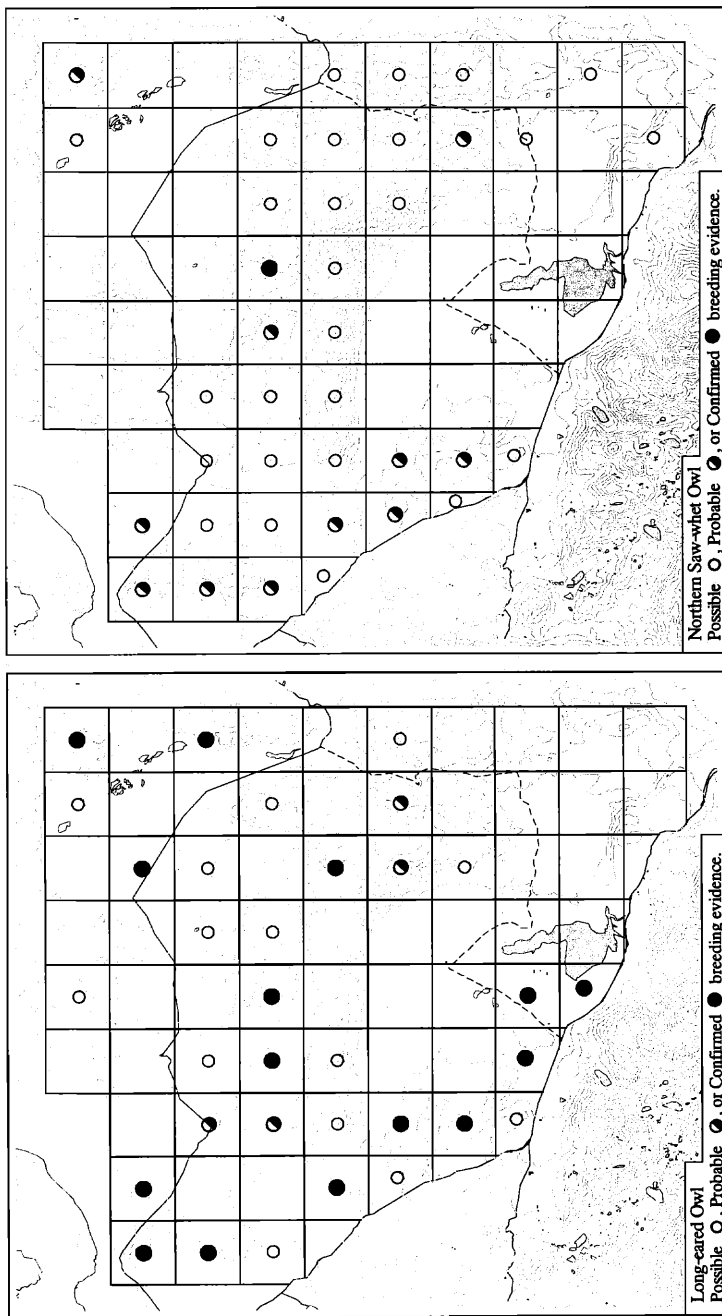 Northern Saw-whet Owl
Possible O, Probable ◕, or Confirmed ● breeding evidence.
Long-eared Owl
Possible O, Probable ◕, or Confirmed ● breeding evidence.